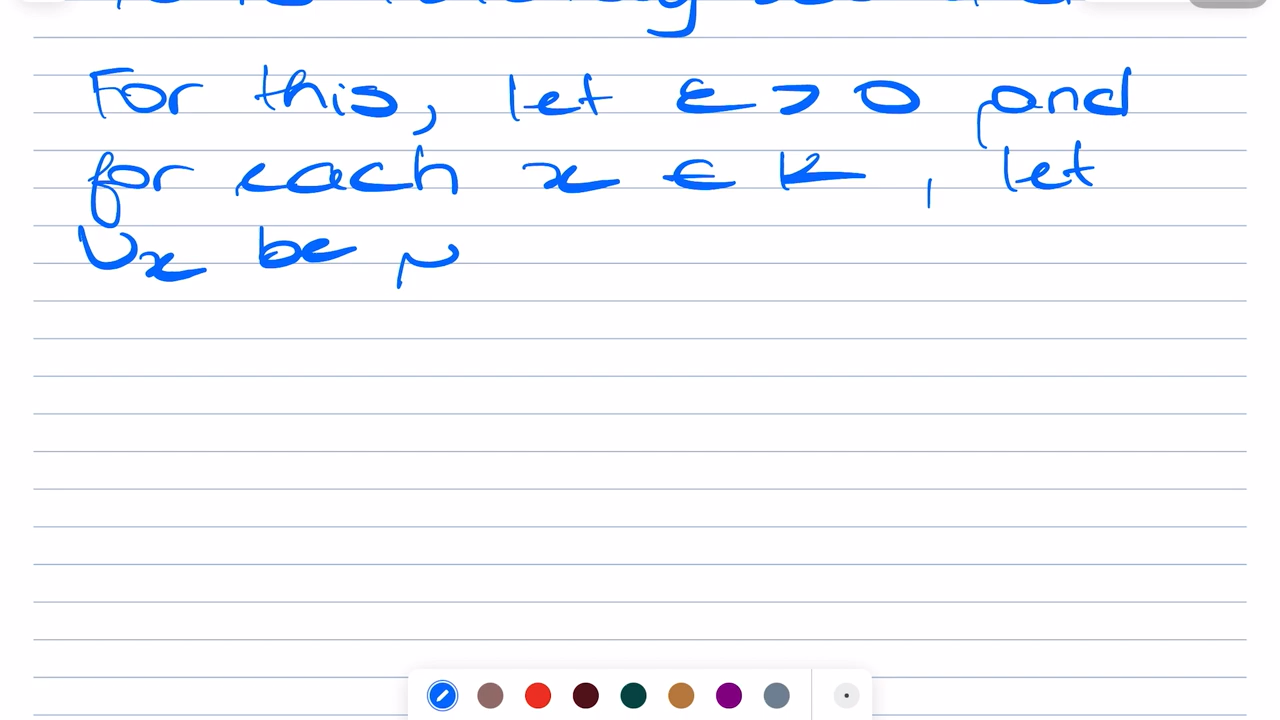 For this, let ε > 0 and
for each x ∈ K, let
Ux be